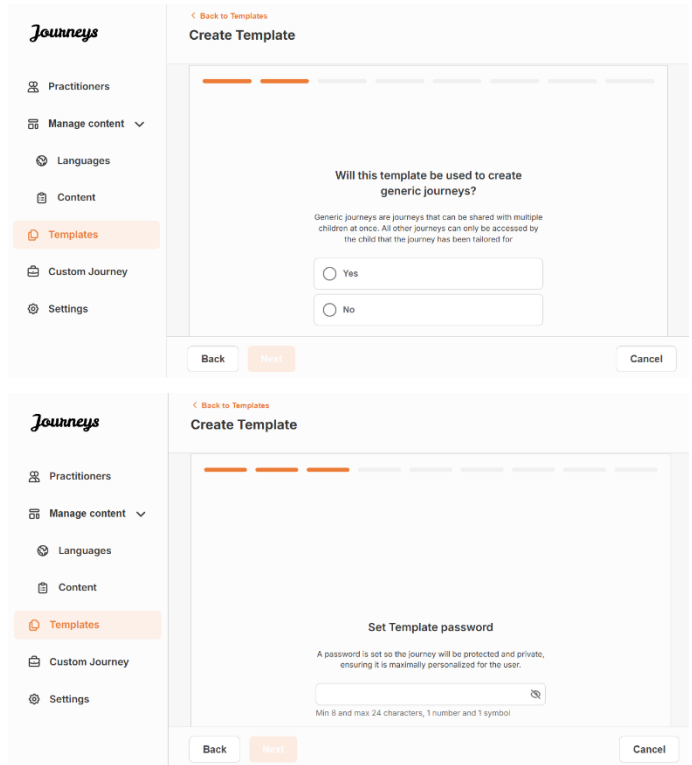 Journeys
Back to Templates
Create Template
Practitioners
Manage content
Languages
Content
Templates
Custom Journey
Settings
Will this template be used to create
generic journeys?
Generic journeys are journeys that can be shared with multiple
children at once. All other journeys can only be accessed by
the child that the journey has been tailored for
Yes
No
Back
Next
Cancel
Journeys
Back to Templates
Create Template
Practitioners
Manage content
Languages
Content
Templates
Custom Journey
Settings
Set Template password
A password is set so the journey will be protected and private,
ensuring it is maximally personalized for the user.
Min 8 and max 24 characters, 1 number and 1 symbol
Back
Next
Cancel